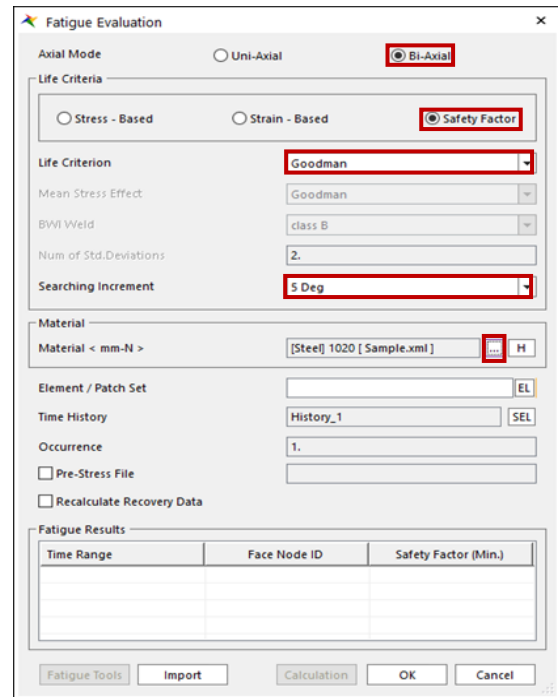 Fatigue Evaluation
Axial Mode Uni-Axial Bi-Axial
Life Criteria
Stress - Based Strain - Based Safety Factor
Life Criterion Goodman
Mean Stress Effect Goodman
BWI Weld class B
Num of Std.Deviations 2.
Searching Increment 5 Deg
Material
Material < mm-N > [Steel] 1020 [ Sample.xml ] ... H
Element / Patch Set EL
Time History History_1 SEL
Occurrence 1.
Pre-Stress File
Recalculate Recovery Data
Fatigue Results
Time Range Face Node ID Safety Factor (Min.)
Fatigue Tools Import Calculation OK Cancel